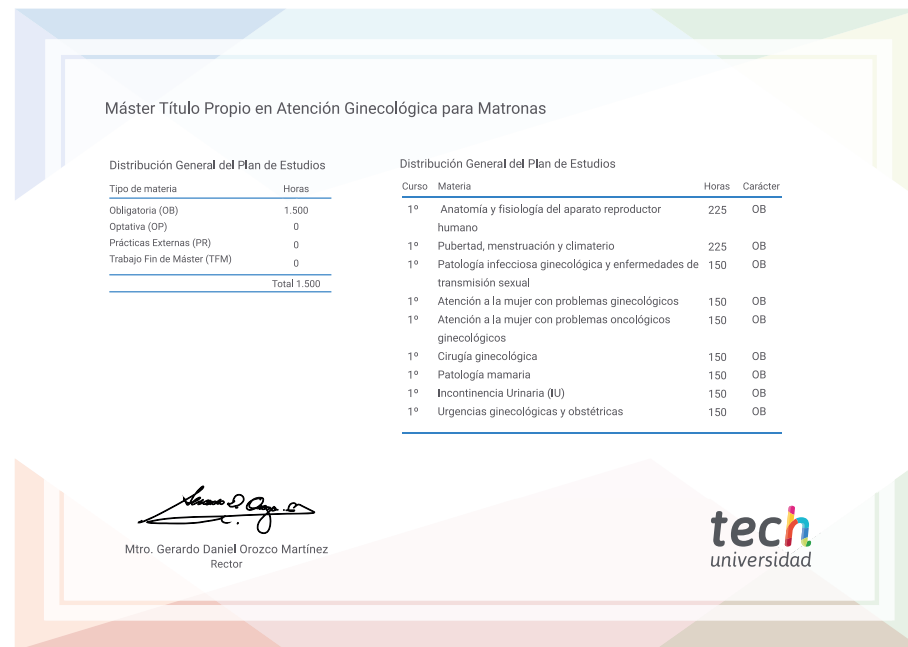 Máster Título Propio en Atención Ginecológica para Matronas
Distribución General del Plan de Estudios
Tipo de materia Horas
Obligatoria (OB) 1.500
Optativa (OP) 0
Prácticas Externas (PR) 0
Trabajo Fin de Máster (TFM) 0
Total 1.500
Distribución General del Plan de Estudios
Curso Materia Horas Carácter
1º Anatomía y fisiología del aparato reproductor 225 OB
humano
1º Pubertad, menstruación y climaterio 225 OB
1º Patología infecciosa ginecológica y enfermedades de 150 OB
transmisión sexual
1º Atención a la mujer con problemas ginecológicos 150 OB
1º Atención a la mujer con problemas oncológicos 150 OB
ginecológicos
1º Cirugía ginecológica 150 OB
1º Patología mamaria 150 OB
1º Incontinencia Urinaria (IU) 150 OB
1º Urgencias ginecológicas y obstétricas 150 OB
Mtro. Gerardo Daniel Orozco Martínez
Rector
tech
universidad